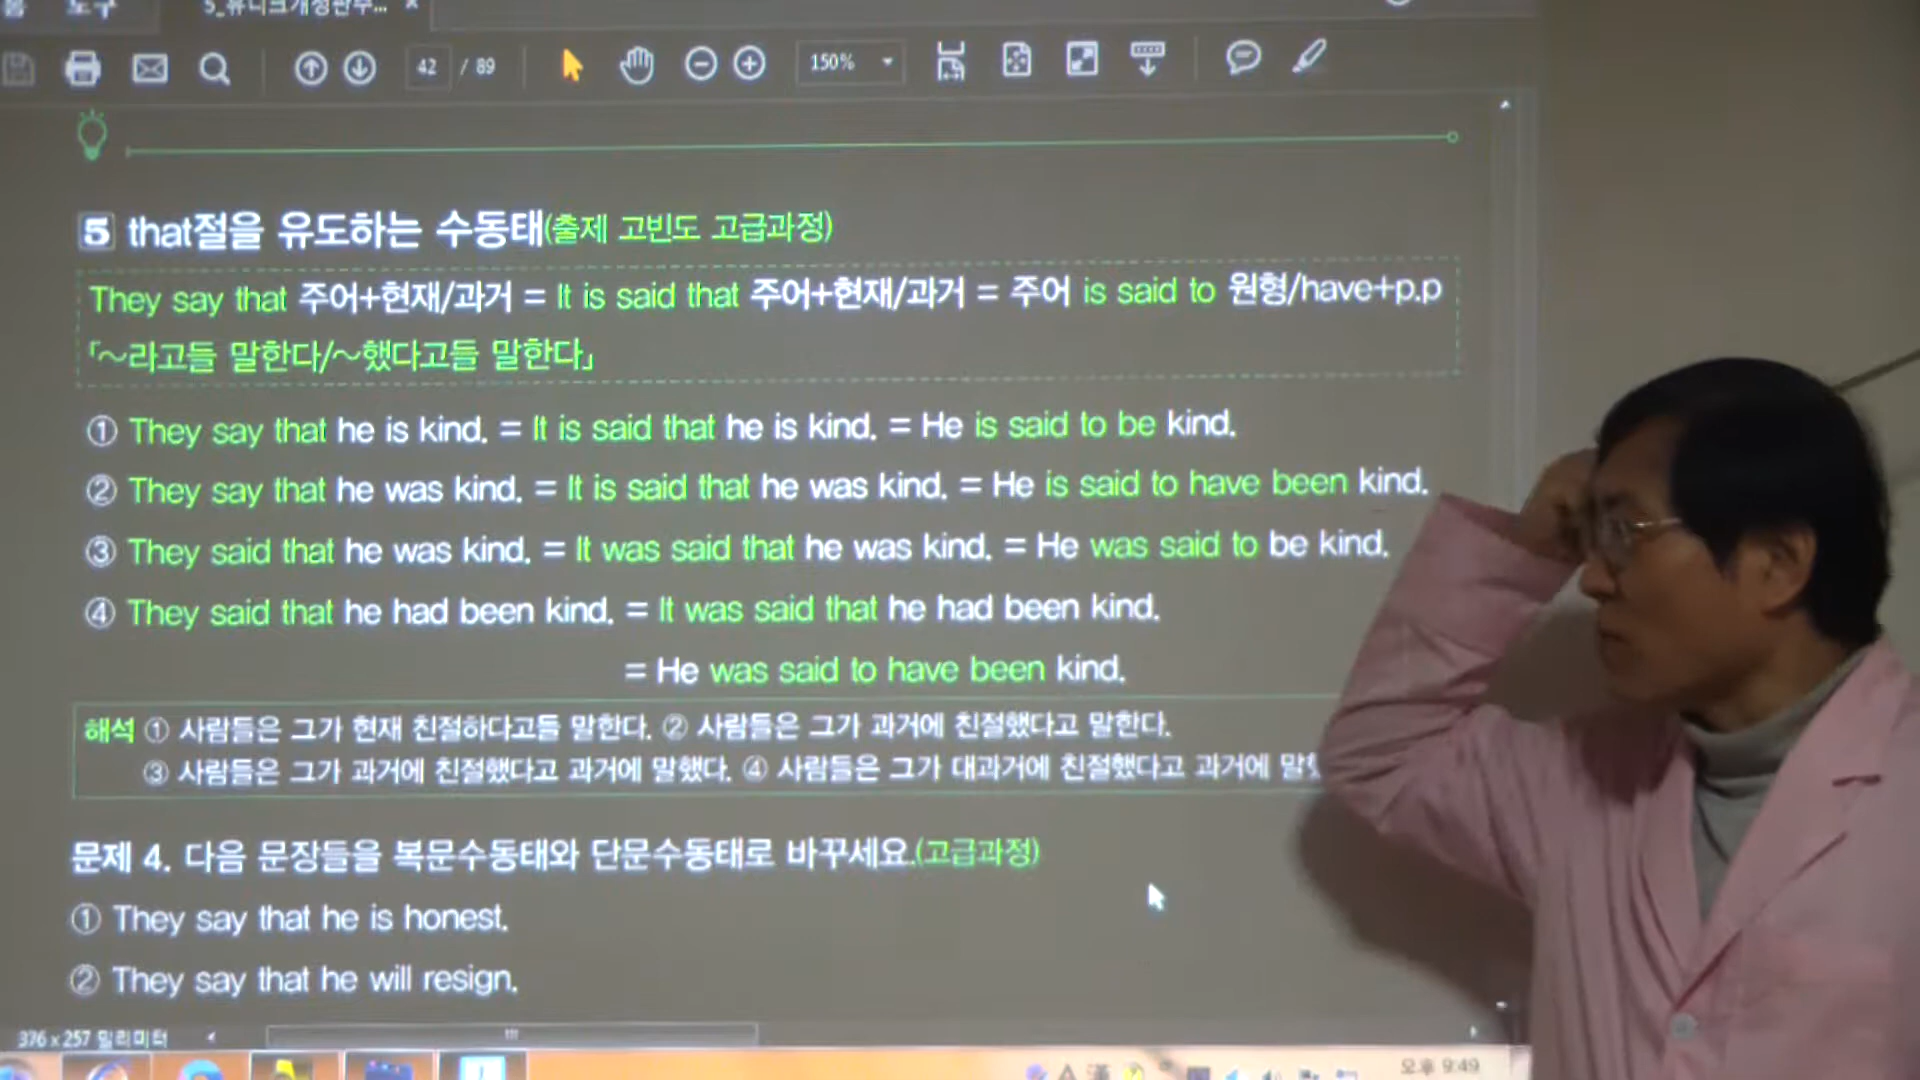 도구
42 / 89
150%
5 that절을 유도하는 수동태(출제 고빈도 고급과정)
They say that 주어+현재/과거 = It is said that 주어+현재/과거 = 주어 is said to 원형/have+p.p
「~라고들 말한다/~했다고들 말한다」
① They say that he is kind. = It is said that he is kind. = He is said to be kind.
② They say that he was kind. = It is said that he was kind. = He is said to have been kind.
③ They said that he was kind. = It was said that he was kind. = He was said to be kind.
④ They said that he had been kind. = It was said that he had been kind.
= He was said to have been kind.
해석 ① 사람들은 그가 현재 친절하다고들 말한다. ② 사람들은 그가 과거에 친절했다고 말한다.
③ 사람들은 그가 과거에 친절했다고 과거에 말했다. ④ 사람들은 그가 대과거에 친절했다고 과거에
문제 4. 다음 문장들을 복문수동태와 단문수동태로 바꾸세요.(고급과정)
① They say that he is honest.
② They say that he will resign.
376 x 257 밀리미터
A 漢
오후 9:49